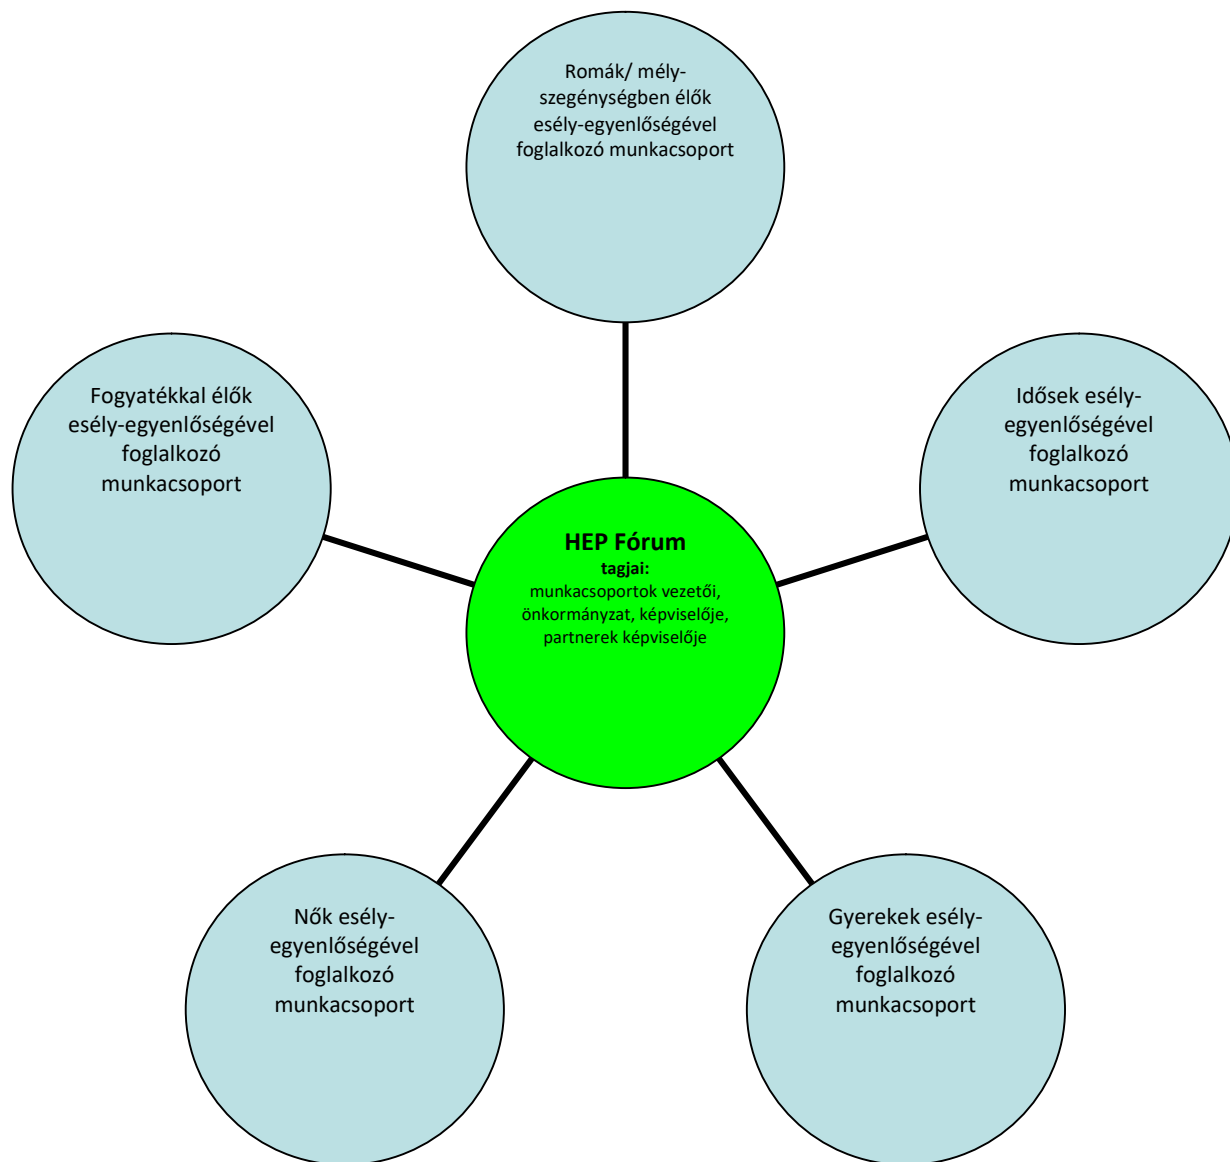 Romák/ mély-
szegénységben élők
esély-egyenlőségével
foglalkozó munkacsoport
Fogyatékkal élők
esély-egyenlőségével
foglalkozó
munkacsoport
Idősek esély-
egyenlőségével
foglalkozó
munkacsoport
HEP Fórum
tagjai:
munkacsoportok vezetői,
önkormányzat, képviselője,
partnerek képviselője
Nők esély-
egyenlőségével
foglalkozó
munkacsoport
Gyerekek esély-
egyenlőségével
foglalkozó
munkacsoport